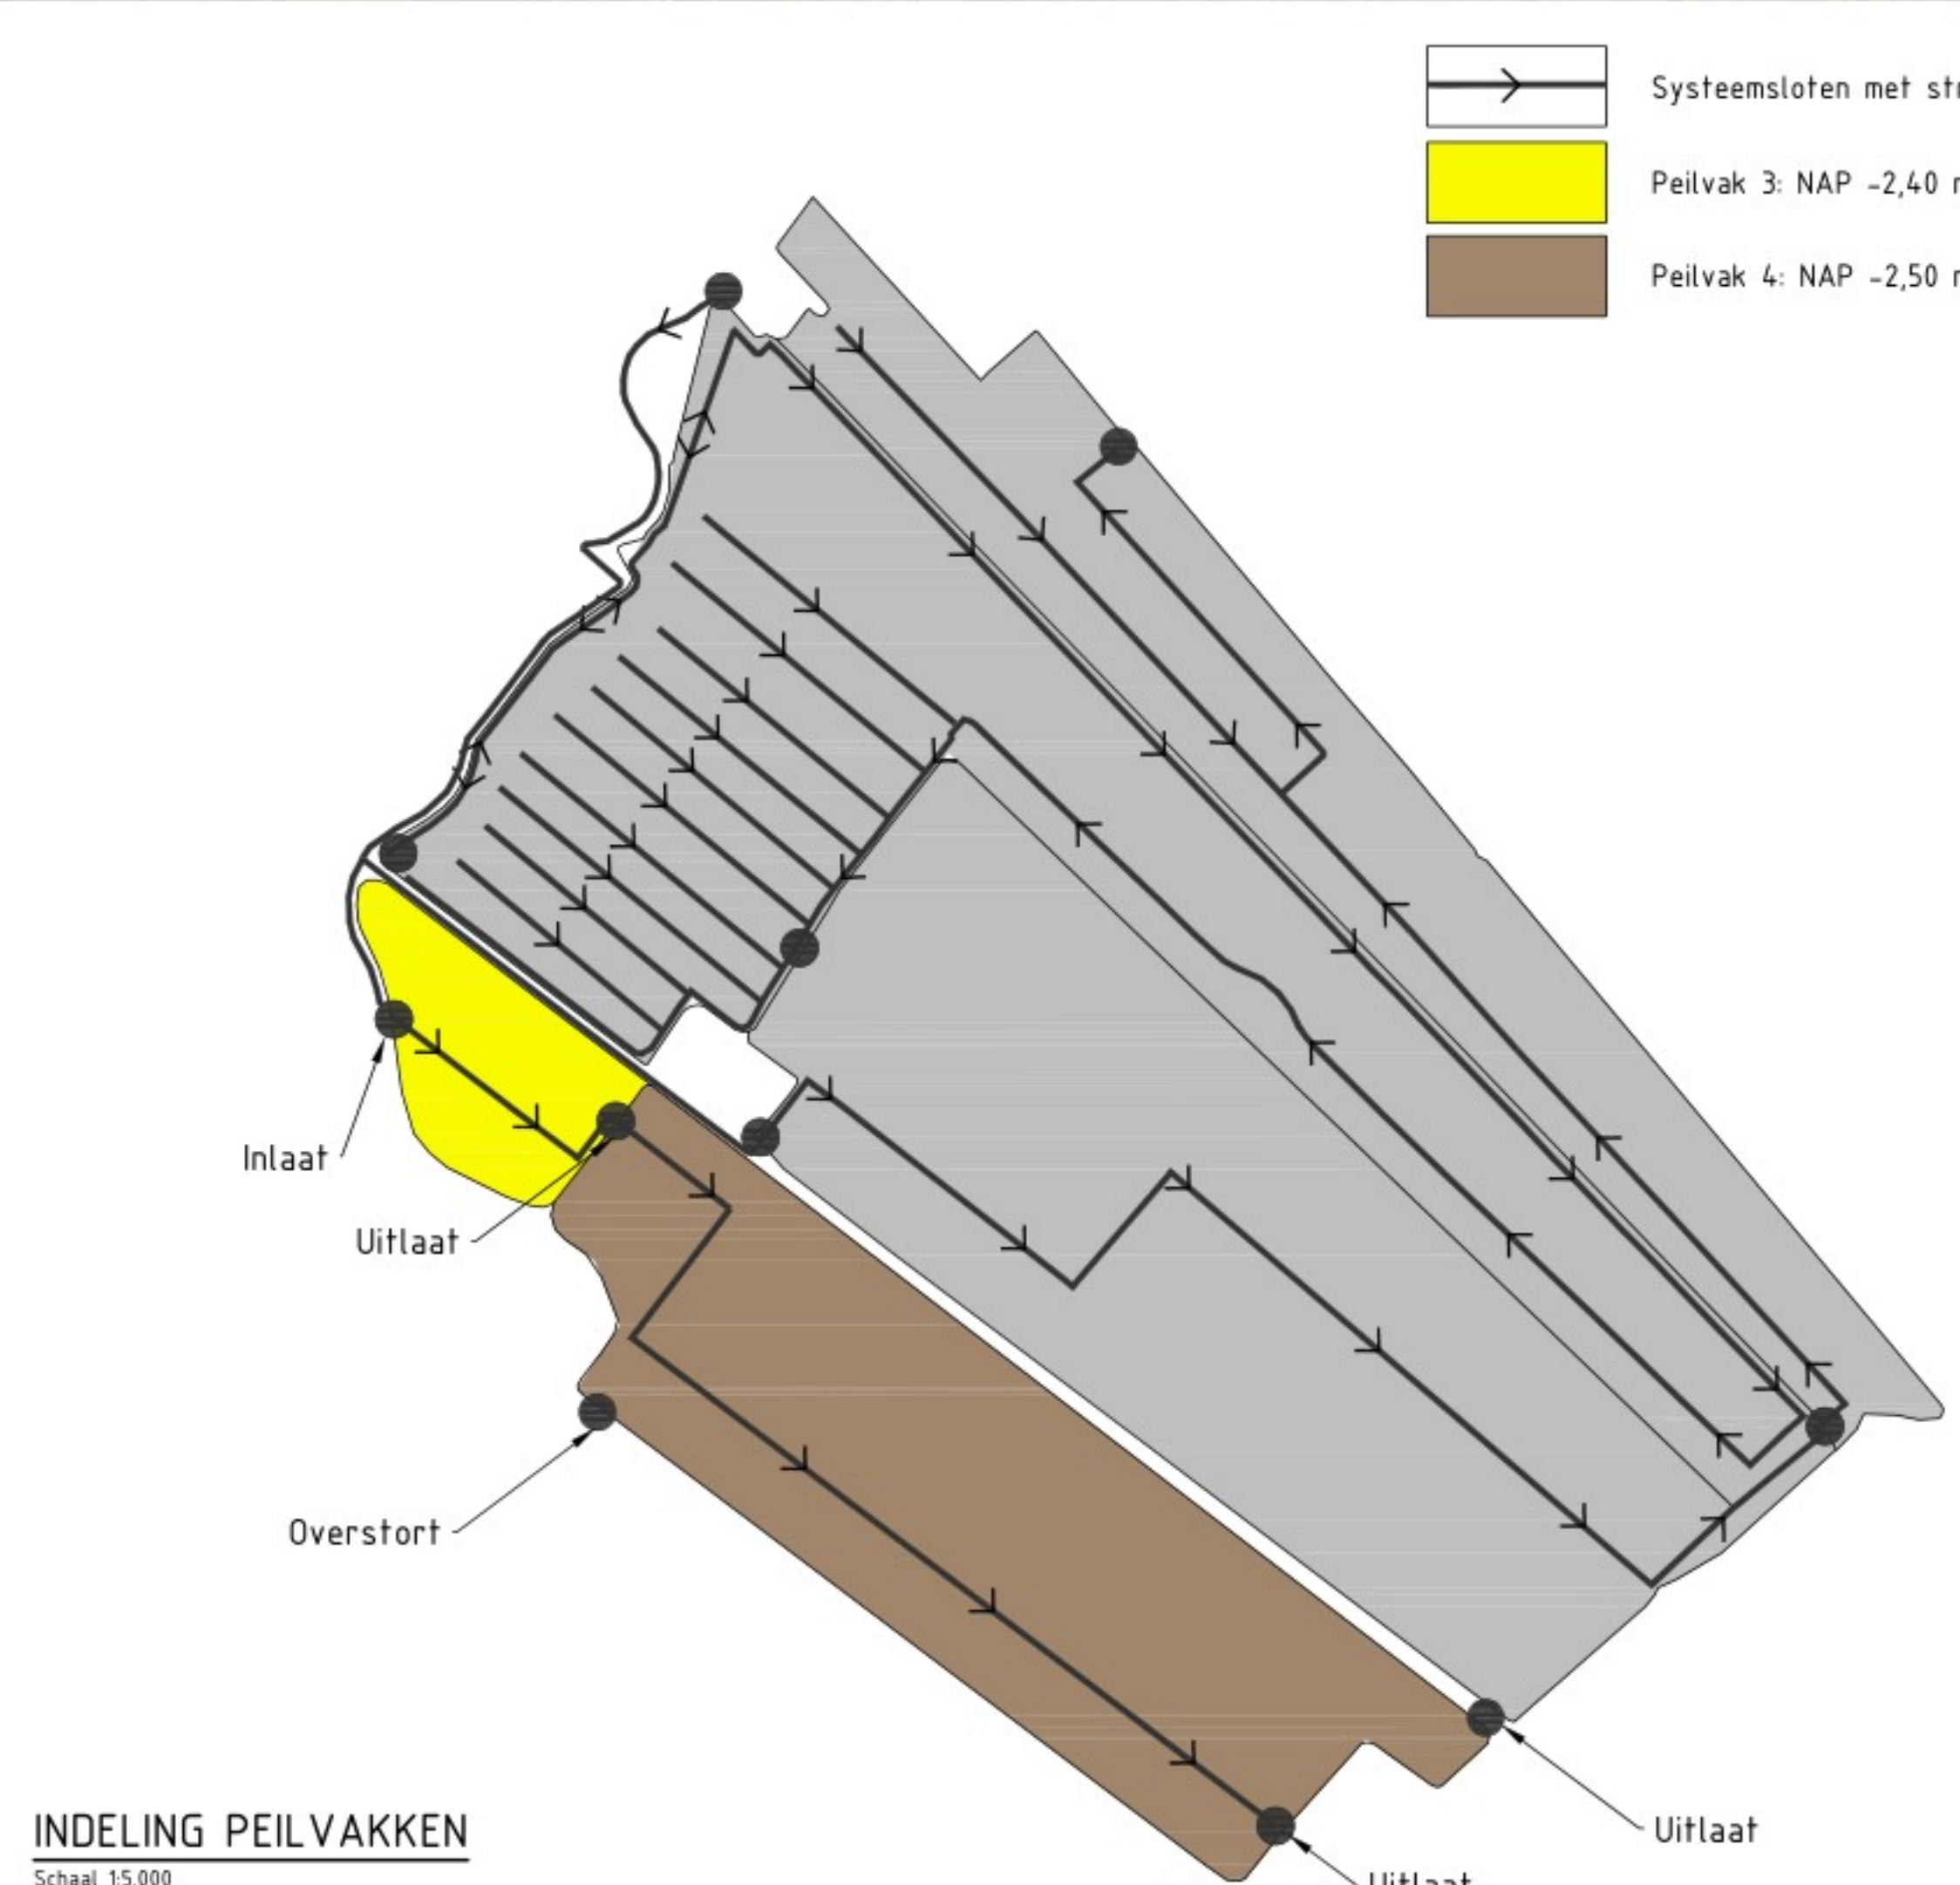 Systeemsloten met
Peilvak 3: NAP -2,40
Peilvak 4: NAP -2,50
Inlaat
Uitlaat
Overstort
Uitlaat
Uitlaat
INDELING PEILVAKKEN
Schaal 1:5.000